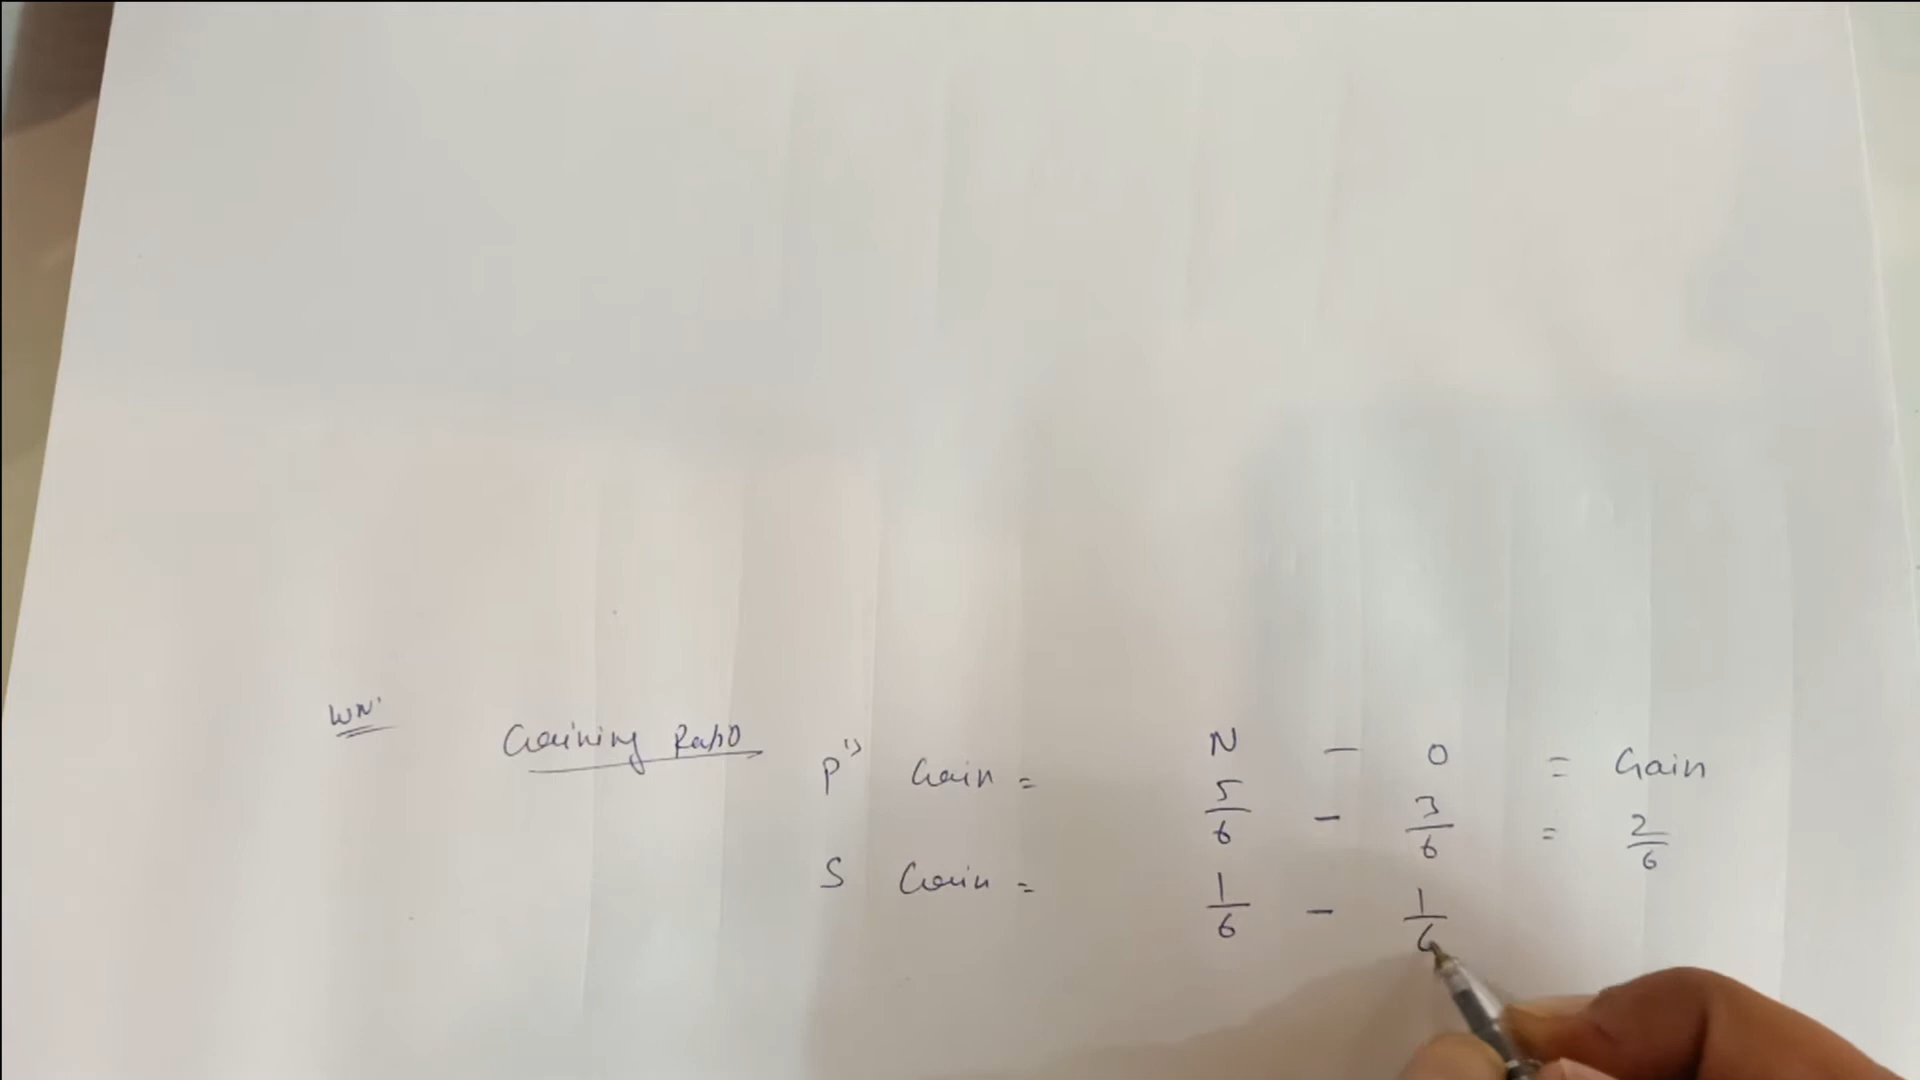 WN'
Gaining Ratio
N - O = Gain
P's Gain = 5/6 - 3/6 = 2/6
S Gain = 1/6 - 1/6